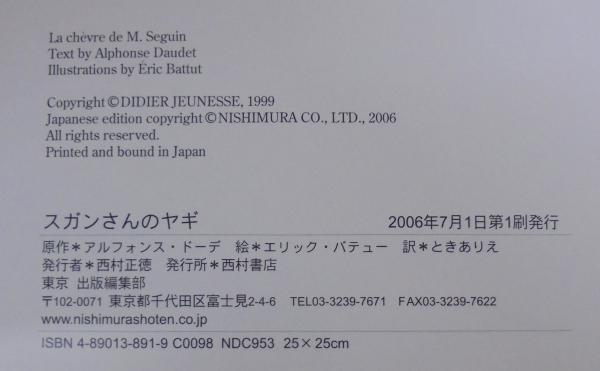 La chèvre de M. Seguin
Text by Alphonse Daudet
Illustrations by Éric Battut
Copyright©DIDIER JEUNESSE, 1999
Japanese edition copyright©NISHIMURA CO., LTD., 2006
All rights reserved.
Printed and bound in Japan
スガンさんのヤギ 2006年7月1日第1刷発行
原作＊アルフォンス・ドーデ 絵＊エリック・バテュー 訳＊ときありえ
発行者＊西村正徳 発行所＊西村書店
東京 出版編集部
〒102-0071 東京都千代田区富士見2-4-6 TEL03-3239-7671 FAX03-3239-7622
www.nishimurashoten.co.jp
ISBN 4-89013-891-9 C0098 NDC953 25×25cm